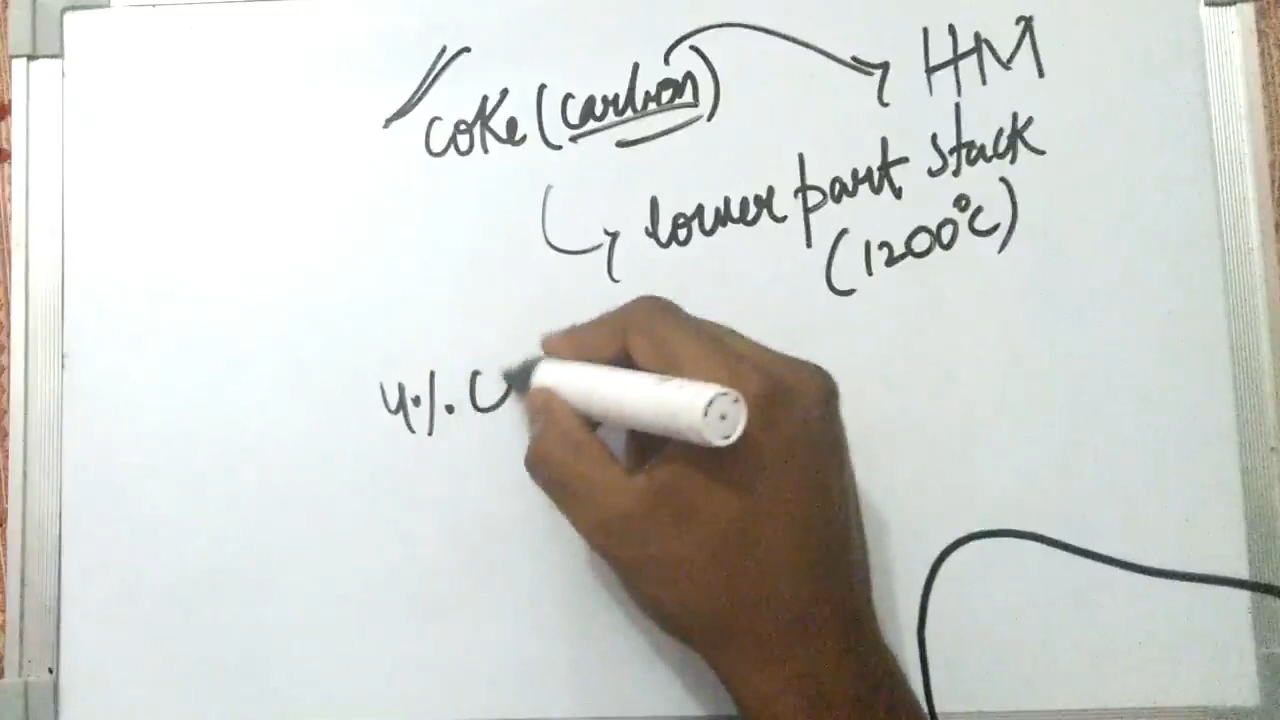 coke (carbon) → HM
↳ lower part stack
(1200°C)
4% C